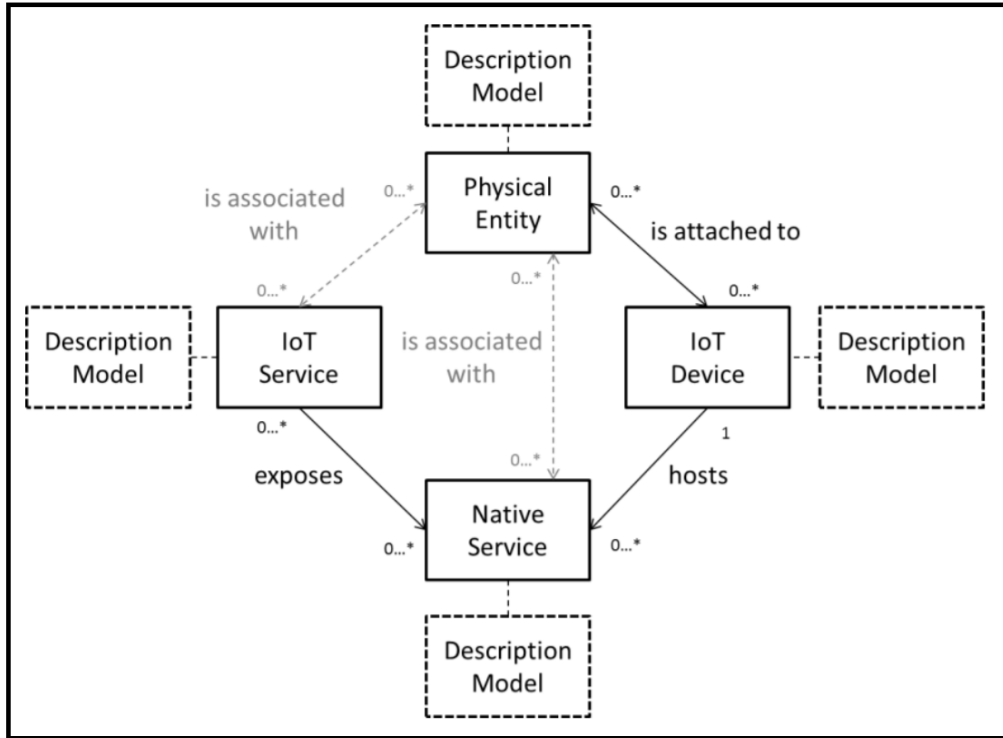 Description
Model
0...*
Physical
Entity
0...*
is associated
with
is attached to
0...*
0...*
0...*
Description
Model
IoT
Service
is associated
with
IoT
Device
Description
Model
0...*
1
exposes
0...*
hosts
0...*
Native
Service
0...*
Description
Model